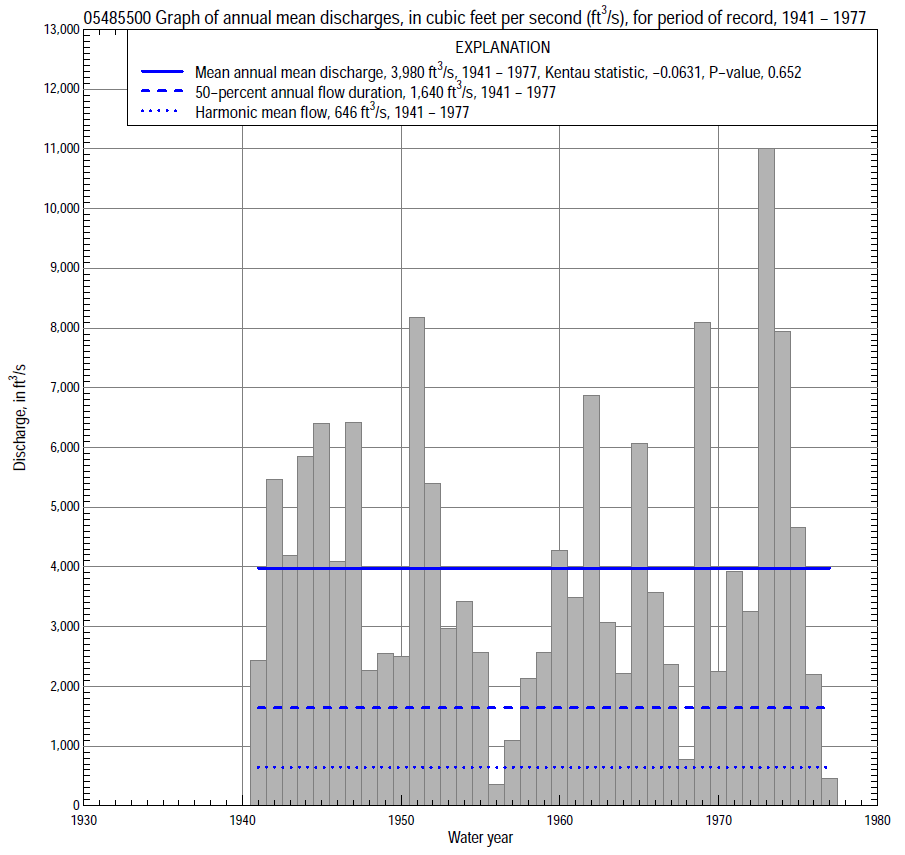 05485500 Graph of annual mean discharges, in cubic feet per second (ft³/s), for period of record, 1941 – 1977
EXPLANATION
Mean annual mean discharge, 3,980 ft³/s, 1941 – 1977, Kentau statistic, –0.0631, P–value, 0.652
50–percent annual flow duration, 1,640 ft³/s, 1941 – 1977
Harmonic mean flow, 646 ft³/s, 1941 – 1977
13,000
12,000
11,000
10,000
9,000
8,000
7,000
6,000
5,000
4,000
3,000
2,000
1,000
0
Discharge, in ft³/s
1930 1940 1950 1960 1970 1980
Water year